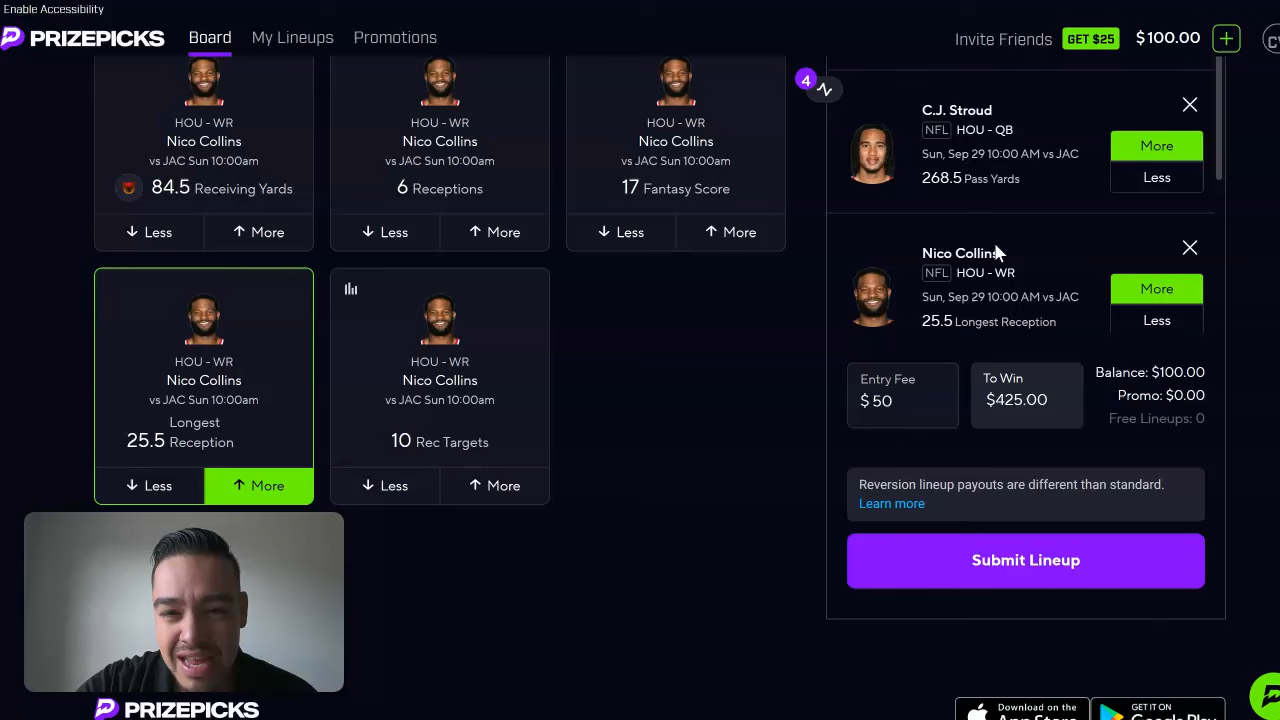 Enable Accessibility
PRIZEPICKS
Board
My Lineups
Promotions
Invite Friends
GET $25
$100.00
HOU - WR
Nico Collins
vs JAC Sun 10:00am
84.5 Receiving Yards
Less
More
HOU - WR
Nico Collins
vs JAC Sun 10:00am
6 Receptions
Less
More
HOU - WR
Nico Collins
vs JAC Sun 10:00am
17 Fantasy Score
Less
More
HOU - WR
Nico Collins
vs JAC Sun 10:00am
Longest
25.5 Reception
Less
More
HOU - WR
Nico Collins
vs JAC Sun 10:00am
10 Rec Targets
Less
More
4
C.J. Stroud
NFL HOU - QB
Sun, Sep 29 10:00 AM vs JAC
268.5 Pass Yards
More
Less
Nico Collins
NFL HOU - WR
Sun, Sep 29 10:00 AM vs JAC
25.5 Longest Reception
More
Less
Entry Fee
$ 50
To Win
$425.00
Balance: $100.00
Promo: $0.00
Free Lineups: 0
Reversion lineup payouts are different than standard.
Learn more
Submit Lineup
PRIZEPICKS
Download on the
App Store
GET IT ON
Google Play